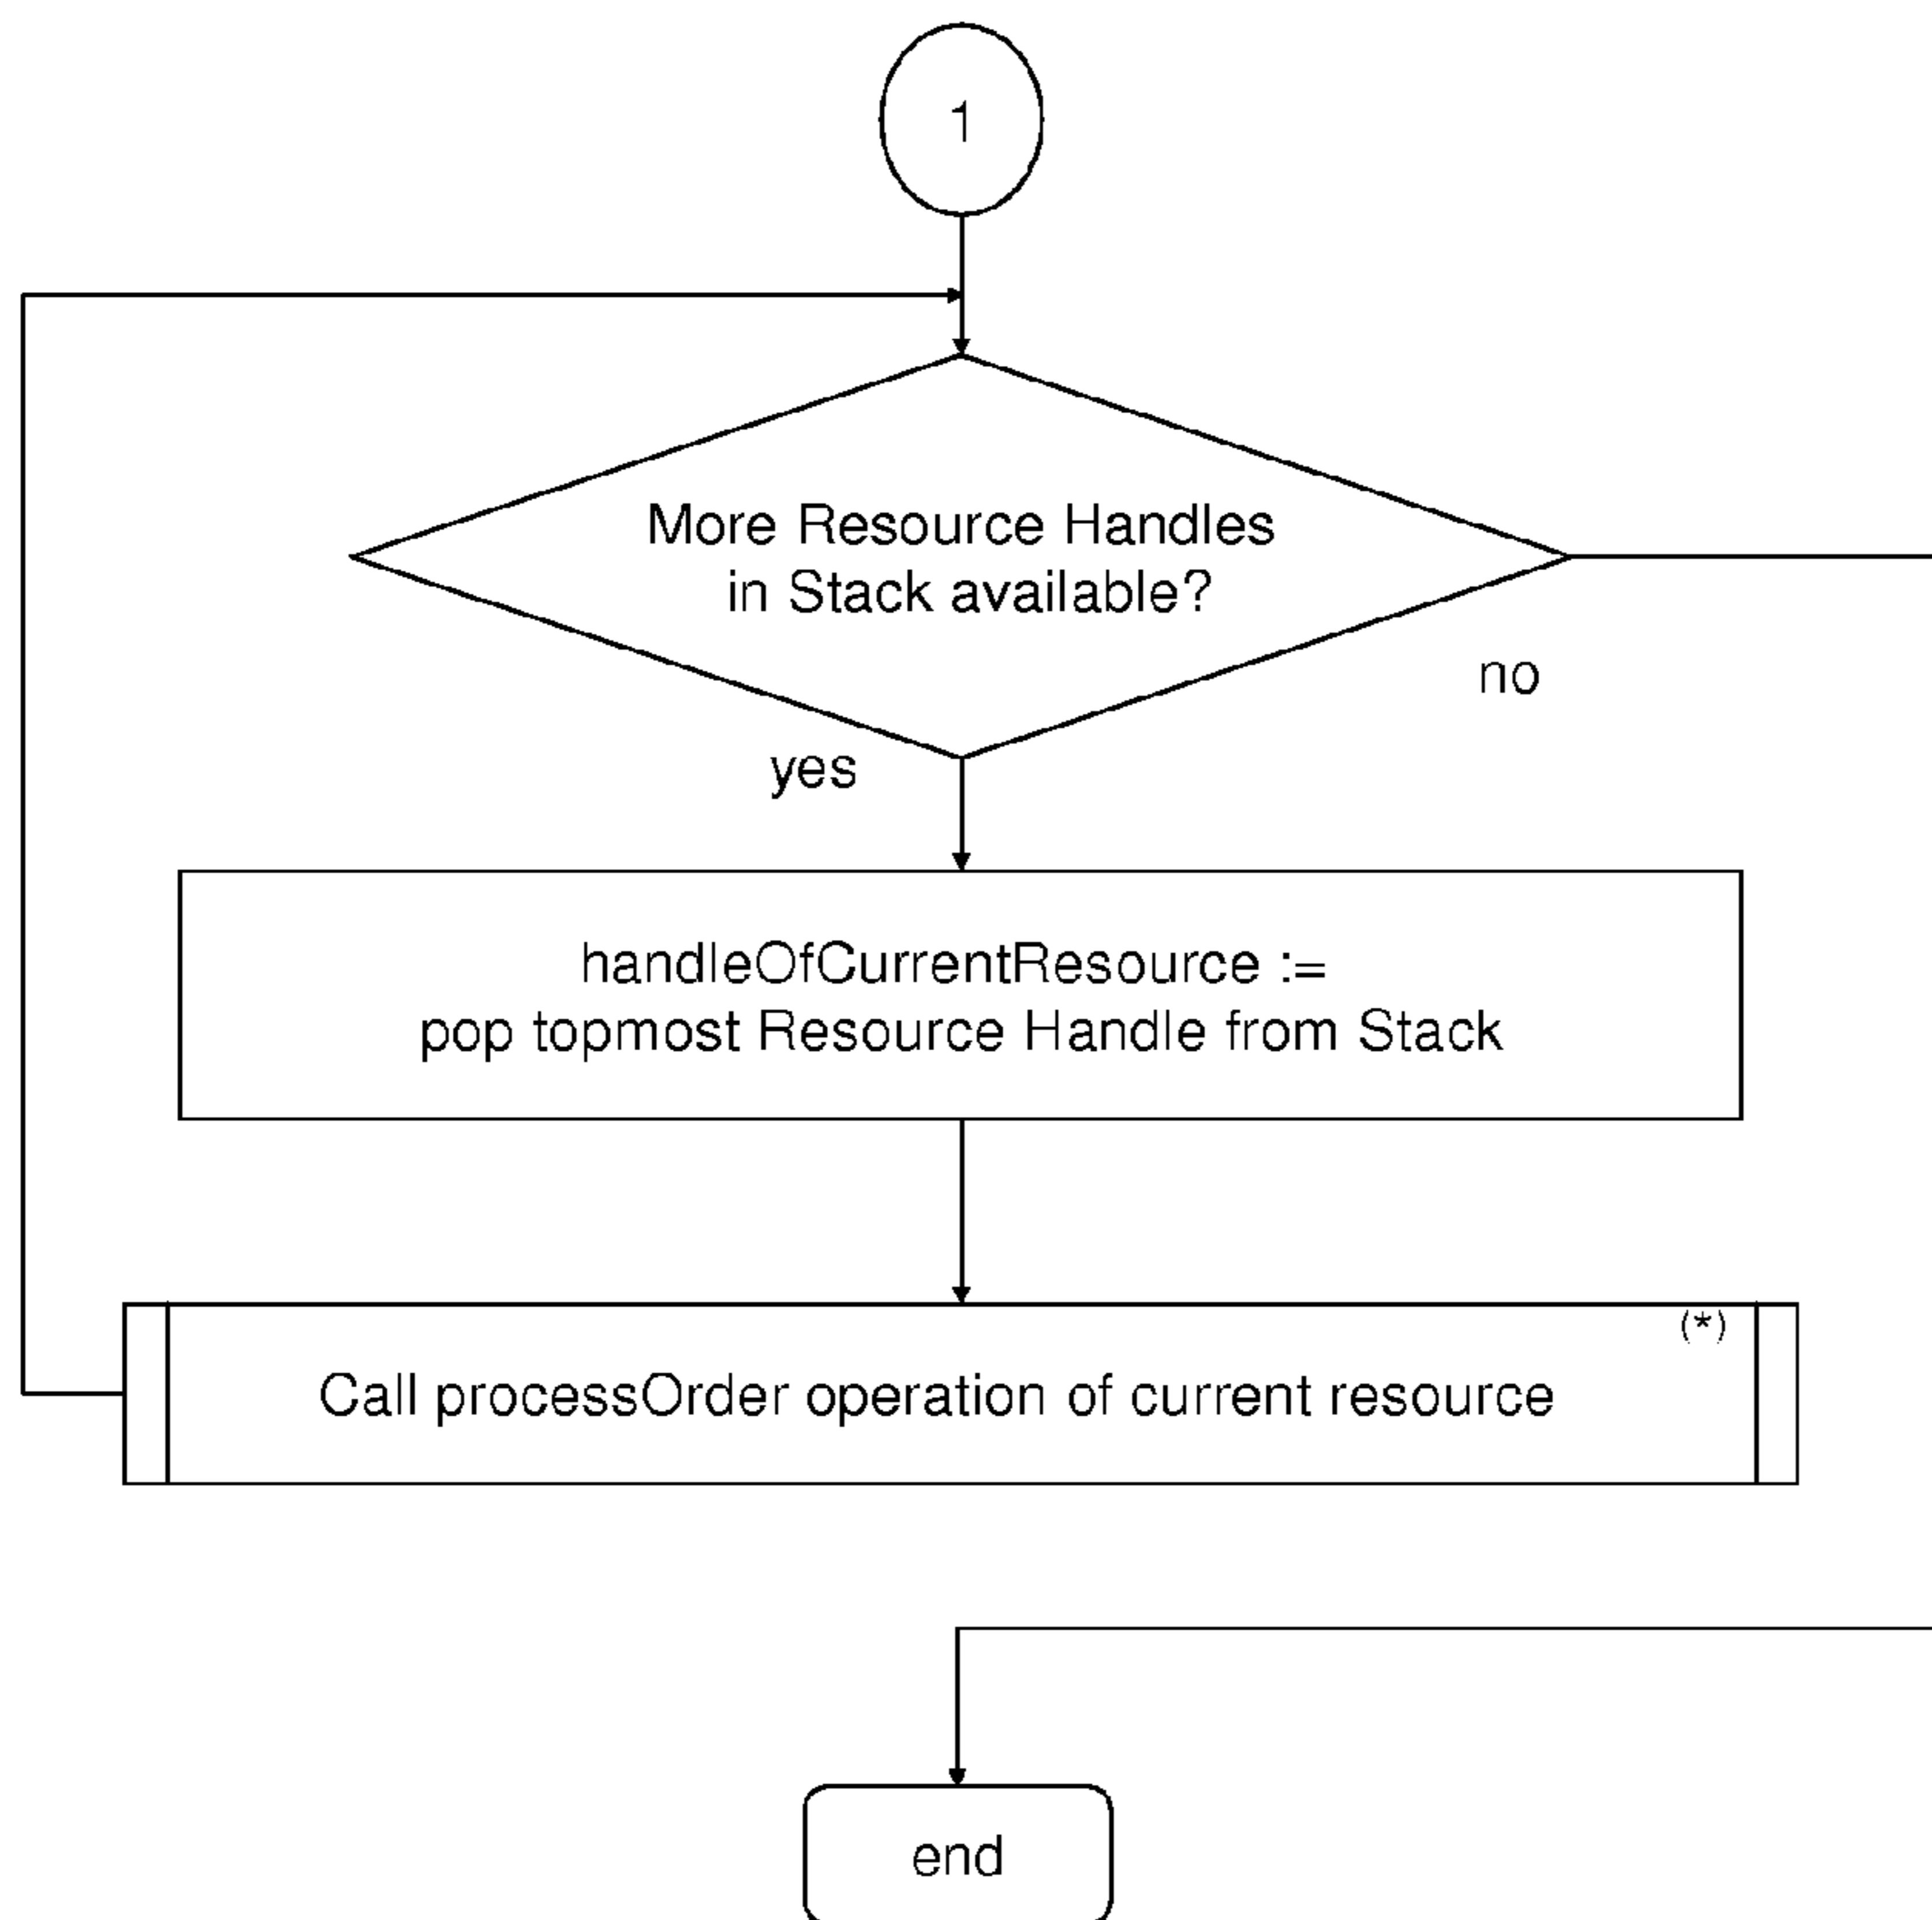 1
More Resource Handles
in Stack available?
no
yes
handleOfCurrentResource :=
pop topmost Resource Handle from Stack
(*)
Call processOrder operation of current resource
end